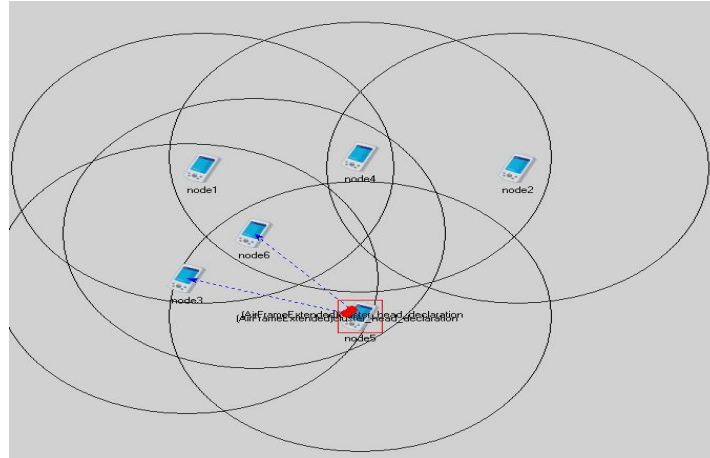 node4
node1
node2
node6
node3
[AirFrameExtended]cluster_head_declaration
[AirFrameExtended]cluster_head_declaration
node5